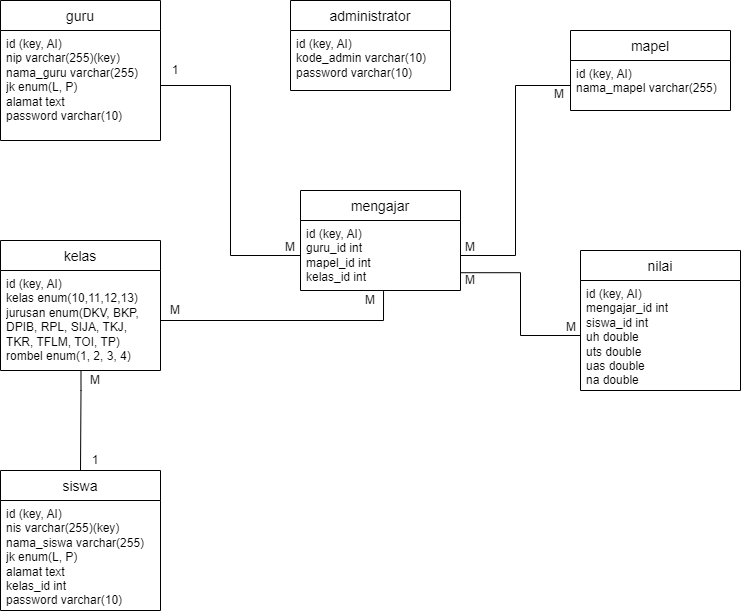 guru
id (key, AI)
nip varchar(255)(key)
nama_guru varchar(255)
jk enum(L, P)
alamat text
password varchar(10)
administrator
id (key, AI)
kode_admin varchar(10)
password varchar(10)
mapel
id (key, AI)
nama_mapel varchar(255)
1
M
mengajar
id (key, AI)
guru_id int
mapel_id int
kelas_id int
M
M
M
M
kelas
id (key, AI)
kelas enum(10,11,12,13)
jurusan enum(DKV, BKP,
DPIB, RPL, SIJA, TKJ,
TKR, TFLM, TOI, TP)
rombel enum(1, 2, 3, 4)
M
M
nilai
id (key, AI)
mengajar_id int
siswa_id int
uh double
uts double
uas double
na double
M
1
siswa
id (key, AI)
nis varchar(255)(key)
nama_siswa varchar(255)
jk enum(L, P)
alamat text
kelas_id int
password varchar(10)